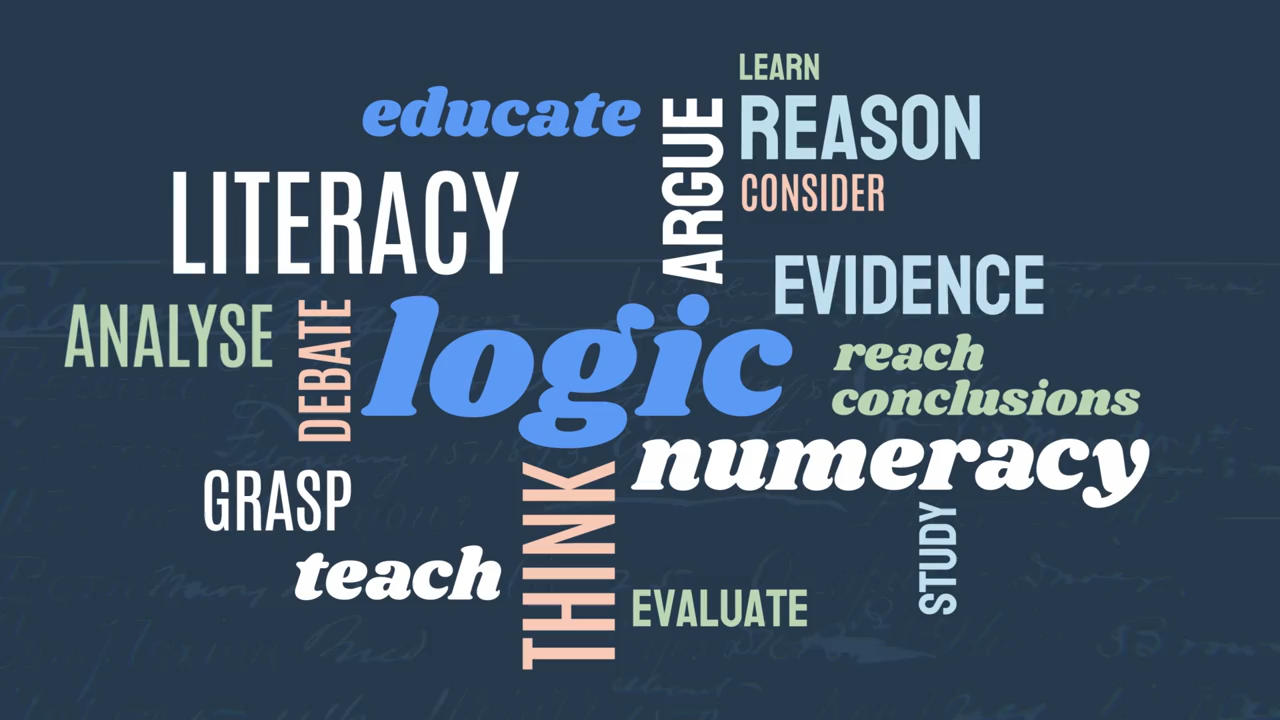 LEARN
educate
ARGUE
REASON
LITERACY
CONSIDER
EVIDENCE
ANALYSE
DEBATE
logic
reach
conclusions
numeracy
GRASP
THINK
STUDY
teach
EVALUATE